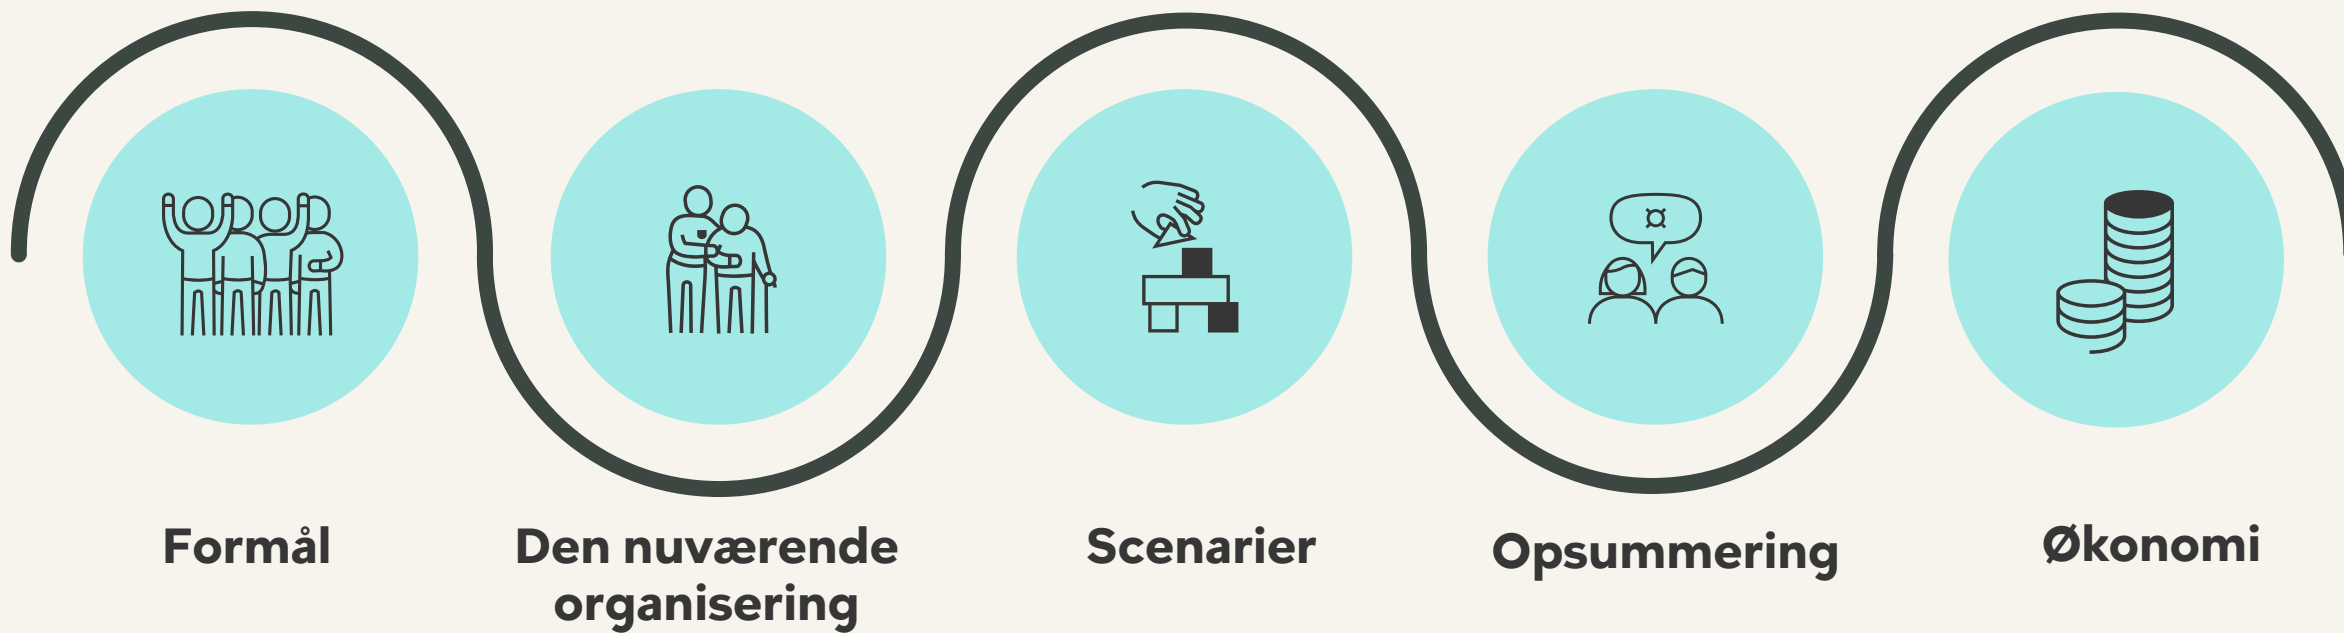 Formål
Den nuværende
organisering
Scenarier
Opsummering
Økonomi